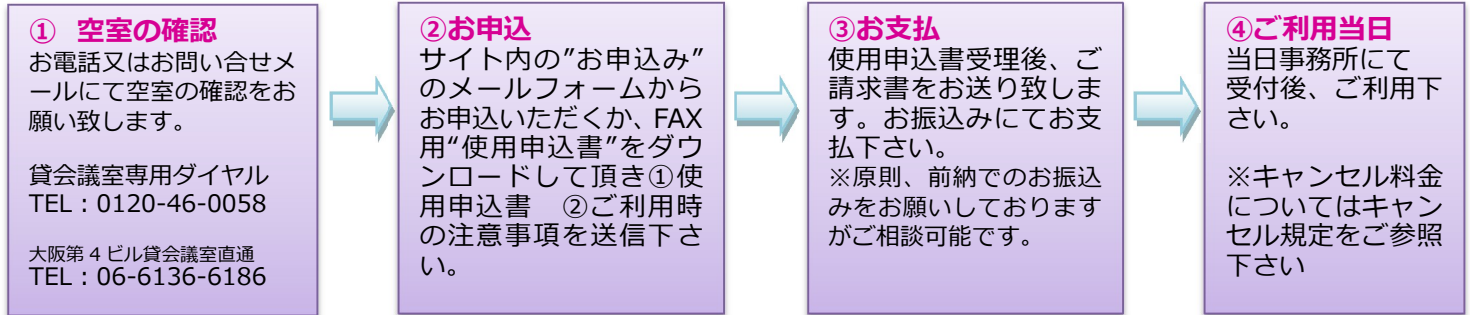 ① 空室の確認
お電話又はお問い合せメ
ールにて空室の確認をお
願い致します。
貸会議室専用ダイヤル
TEL：0120-46-0058
大阪第４ビル貸会議室直通
TEL：06-6136-6186
②お申込
サイト内の”お申込み”
のメールフォームから
お申込いただくか、FAX
用“使用申込書”をダウ
ンロードして頂き①使
用申込書　②ご利用時
の注意事項を送信下さ
い。
③お支払
使用申込書受理後、ご
請求書をお送り致しま
す。お振込みにてお支
払下さい。
※原則、前納でのお振込
みをお願いしております
がご相談可能です。
④ご利用当日
当日事務所にて
受付後、ご利用下
さい。
※キャンセル料金
についてはキャン
セル規定をご参照
下さい